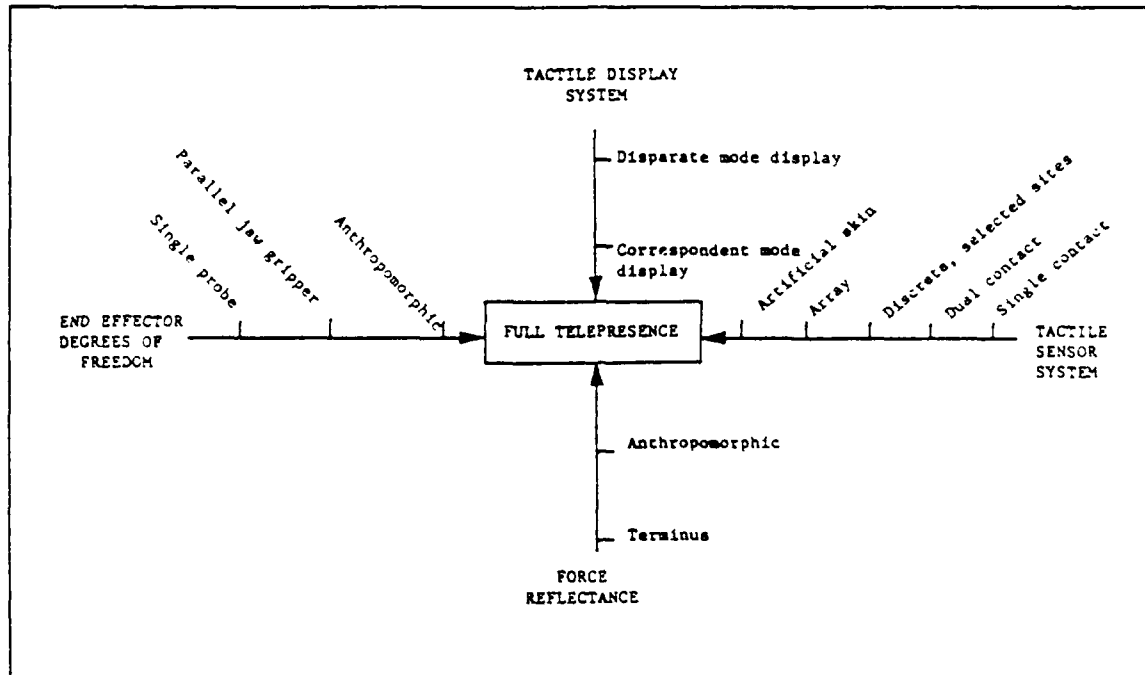 TACTILE DISPLAY
SYSTEM
Disparate mode display
Correspondent mode
display
Single probe
Parallel jaw gripper
Anthropomorphic
Artificial skin
Array
Discrete, selected sites
Dual contact
Single contact
END EFFECTOR
DEGREES OF
FREEDOM
FULL TELEPRESENCE
TACTILE
SENSOR
SYSTEM
Anthropomorphic
Terminus
FORCE
REFLECTANCE